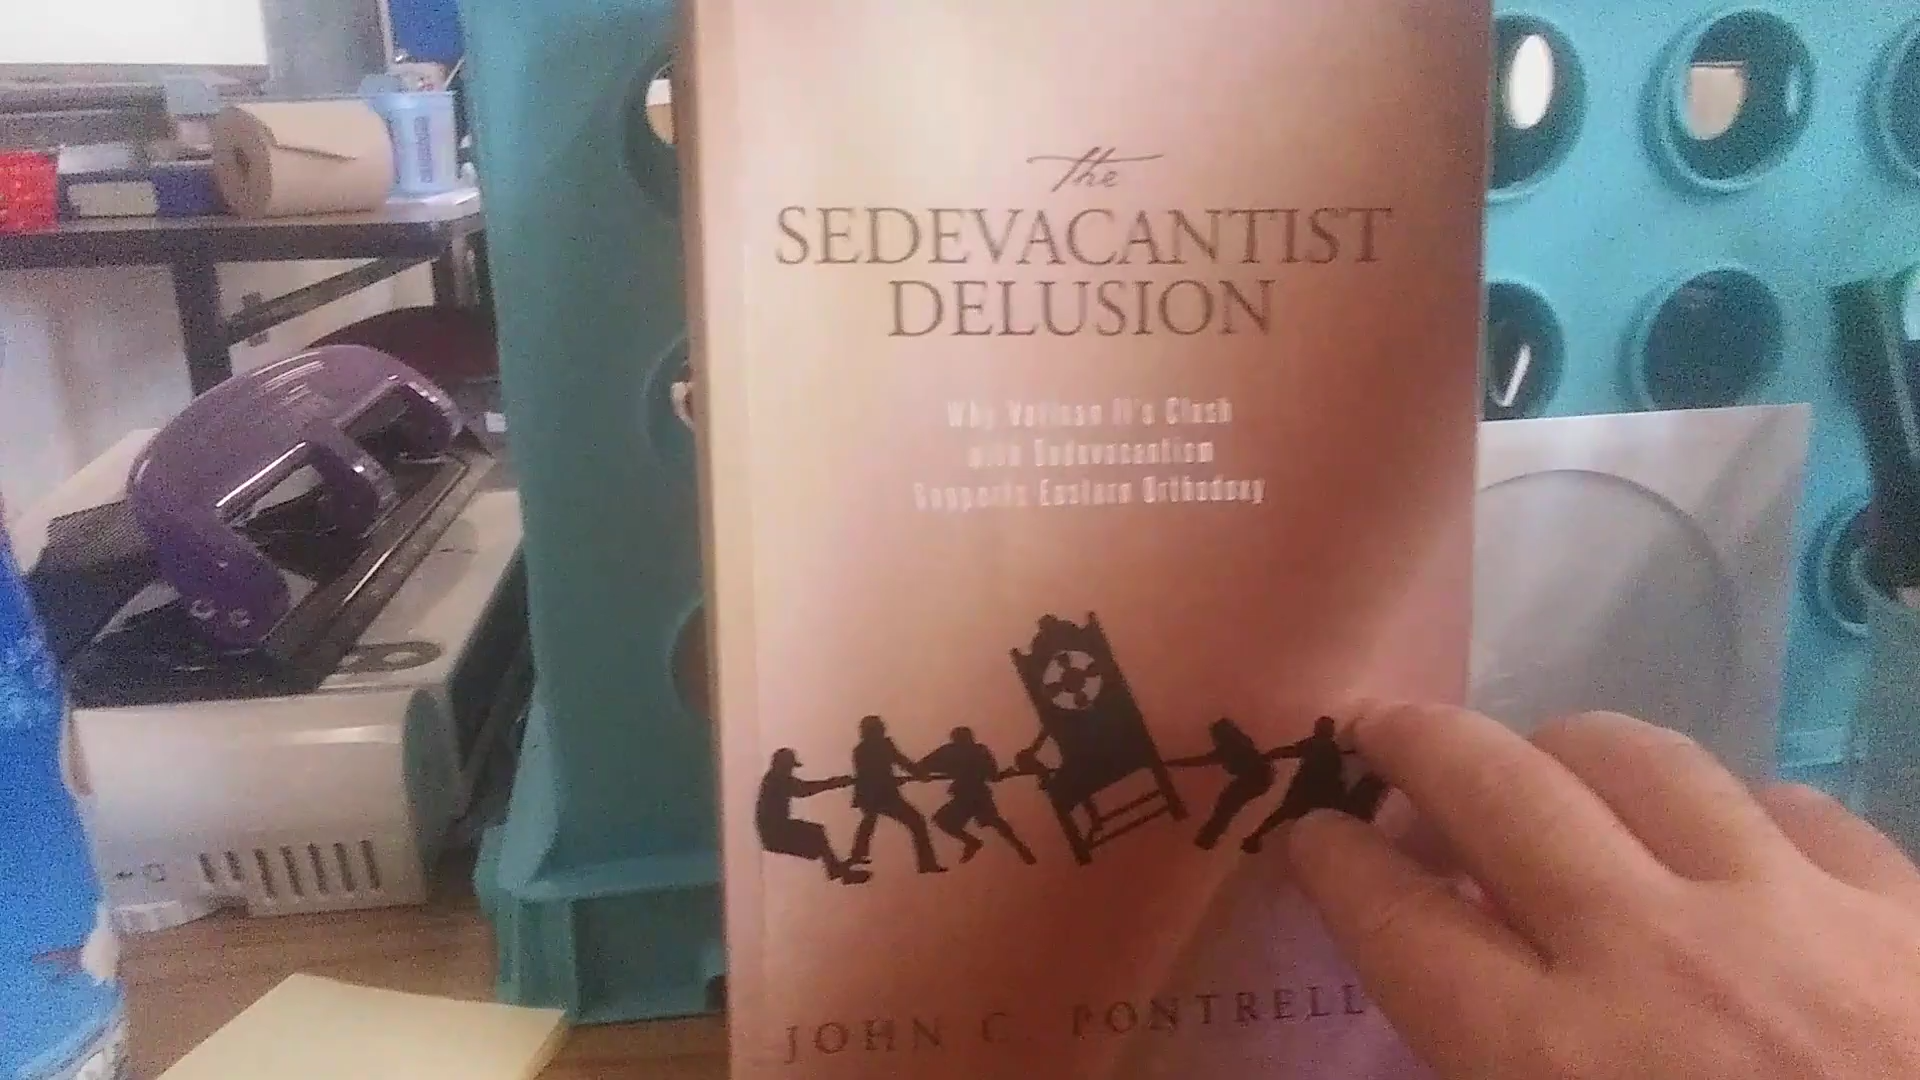 the
SEDEVACANTIST
DELUSION
Why Vatican II's Clash
with Sedevacantism
Supports Eastern Orthodoxy
JOHN C. PONTRELL